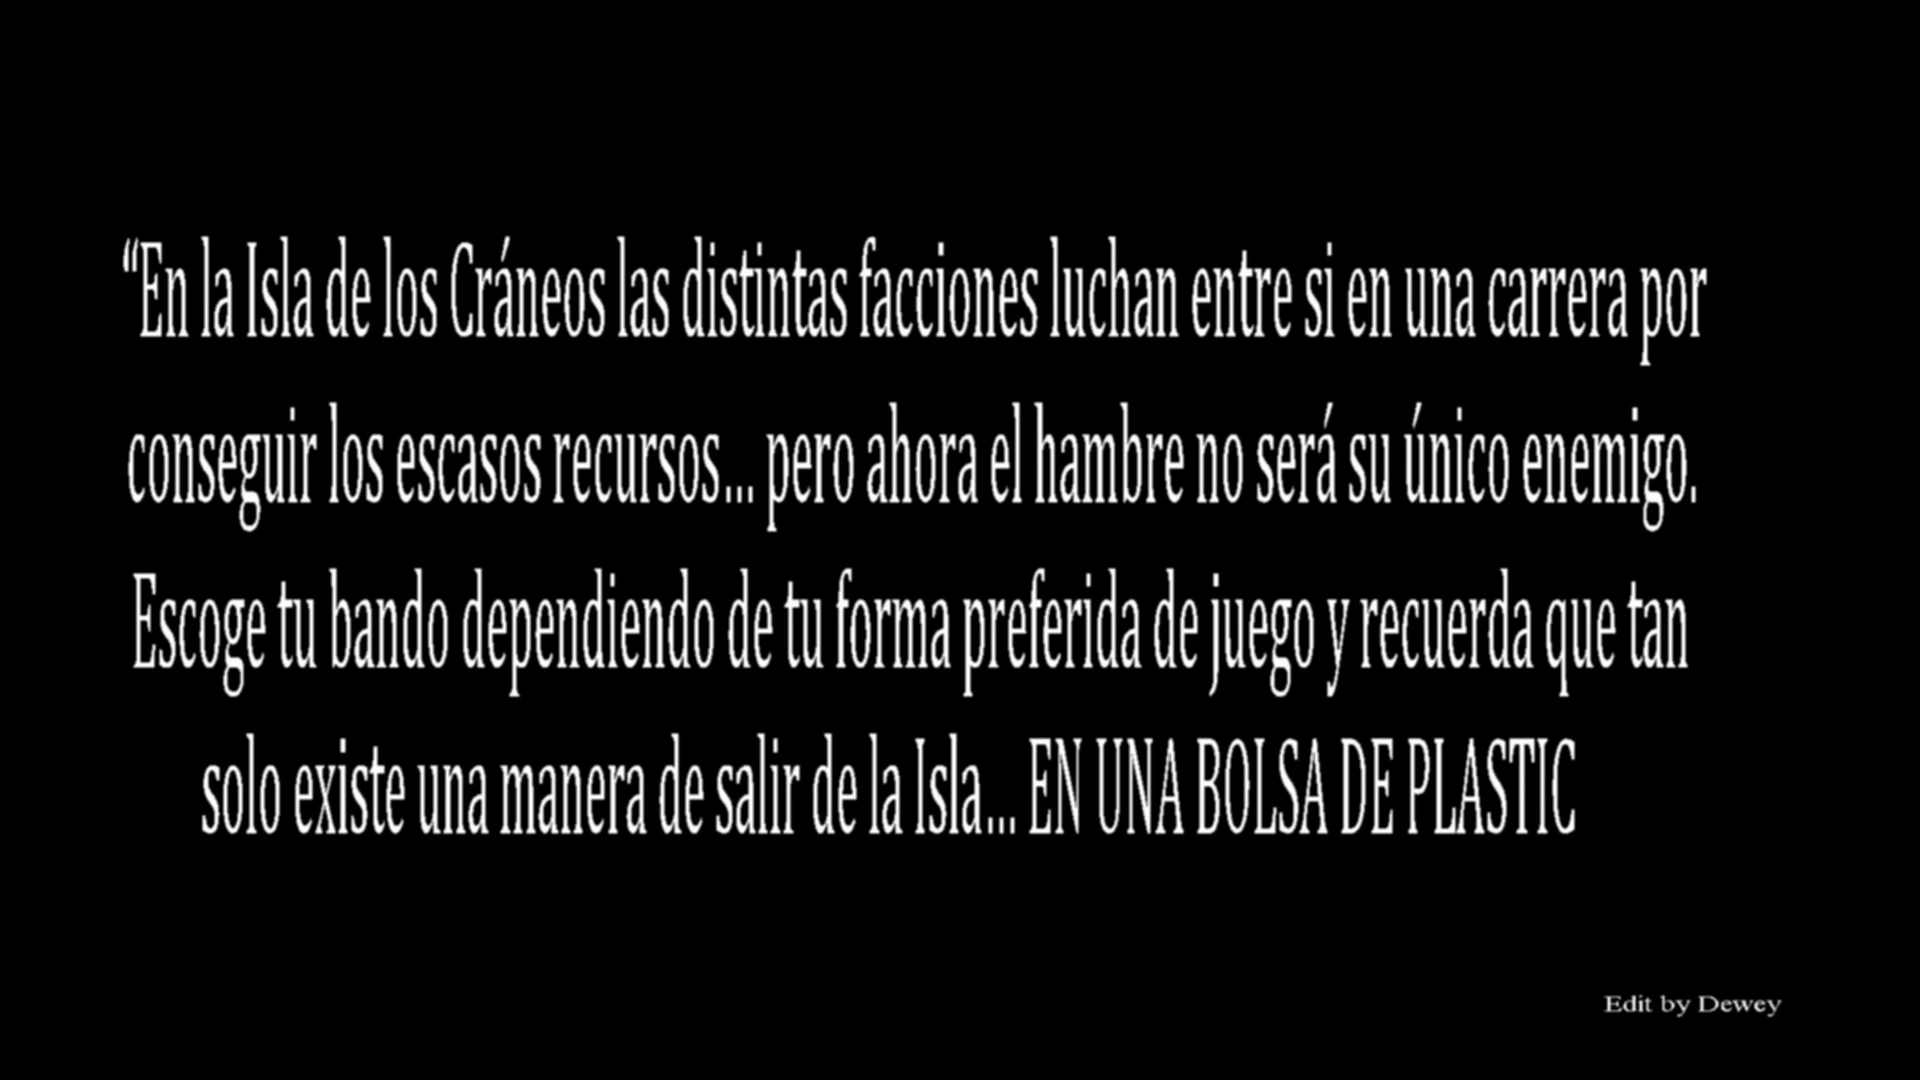 “En la Isla de los Cráneos las distintas facciones luchan entre si en una carrera por
conseguir los escasos recursos... pero ahora el hambre no será su único enemigo.
Escoge tu bando dependiendo de tu forma preferida de juego y recuerda que tan
solo existe una manera de salir de la Isla... EN UNA BOLSA DE PLASTIC
Edit by Dewey